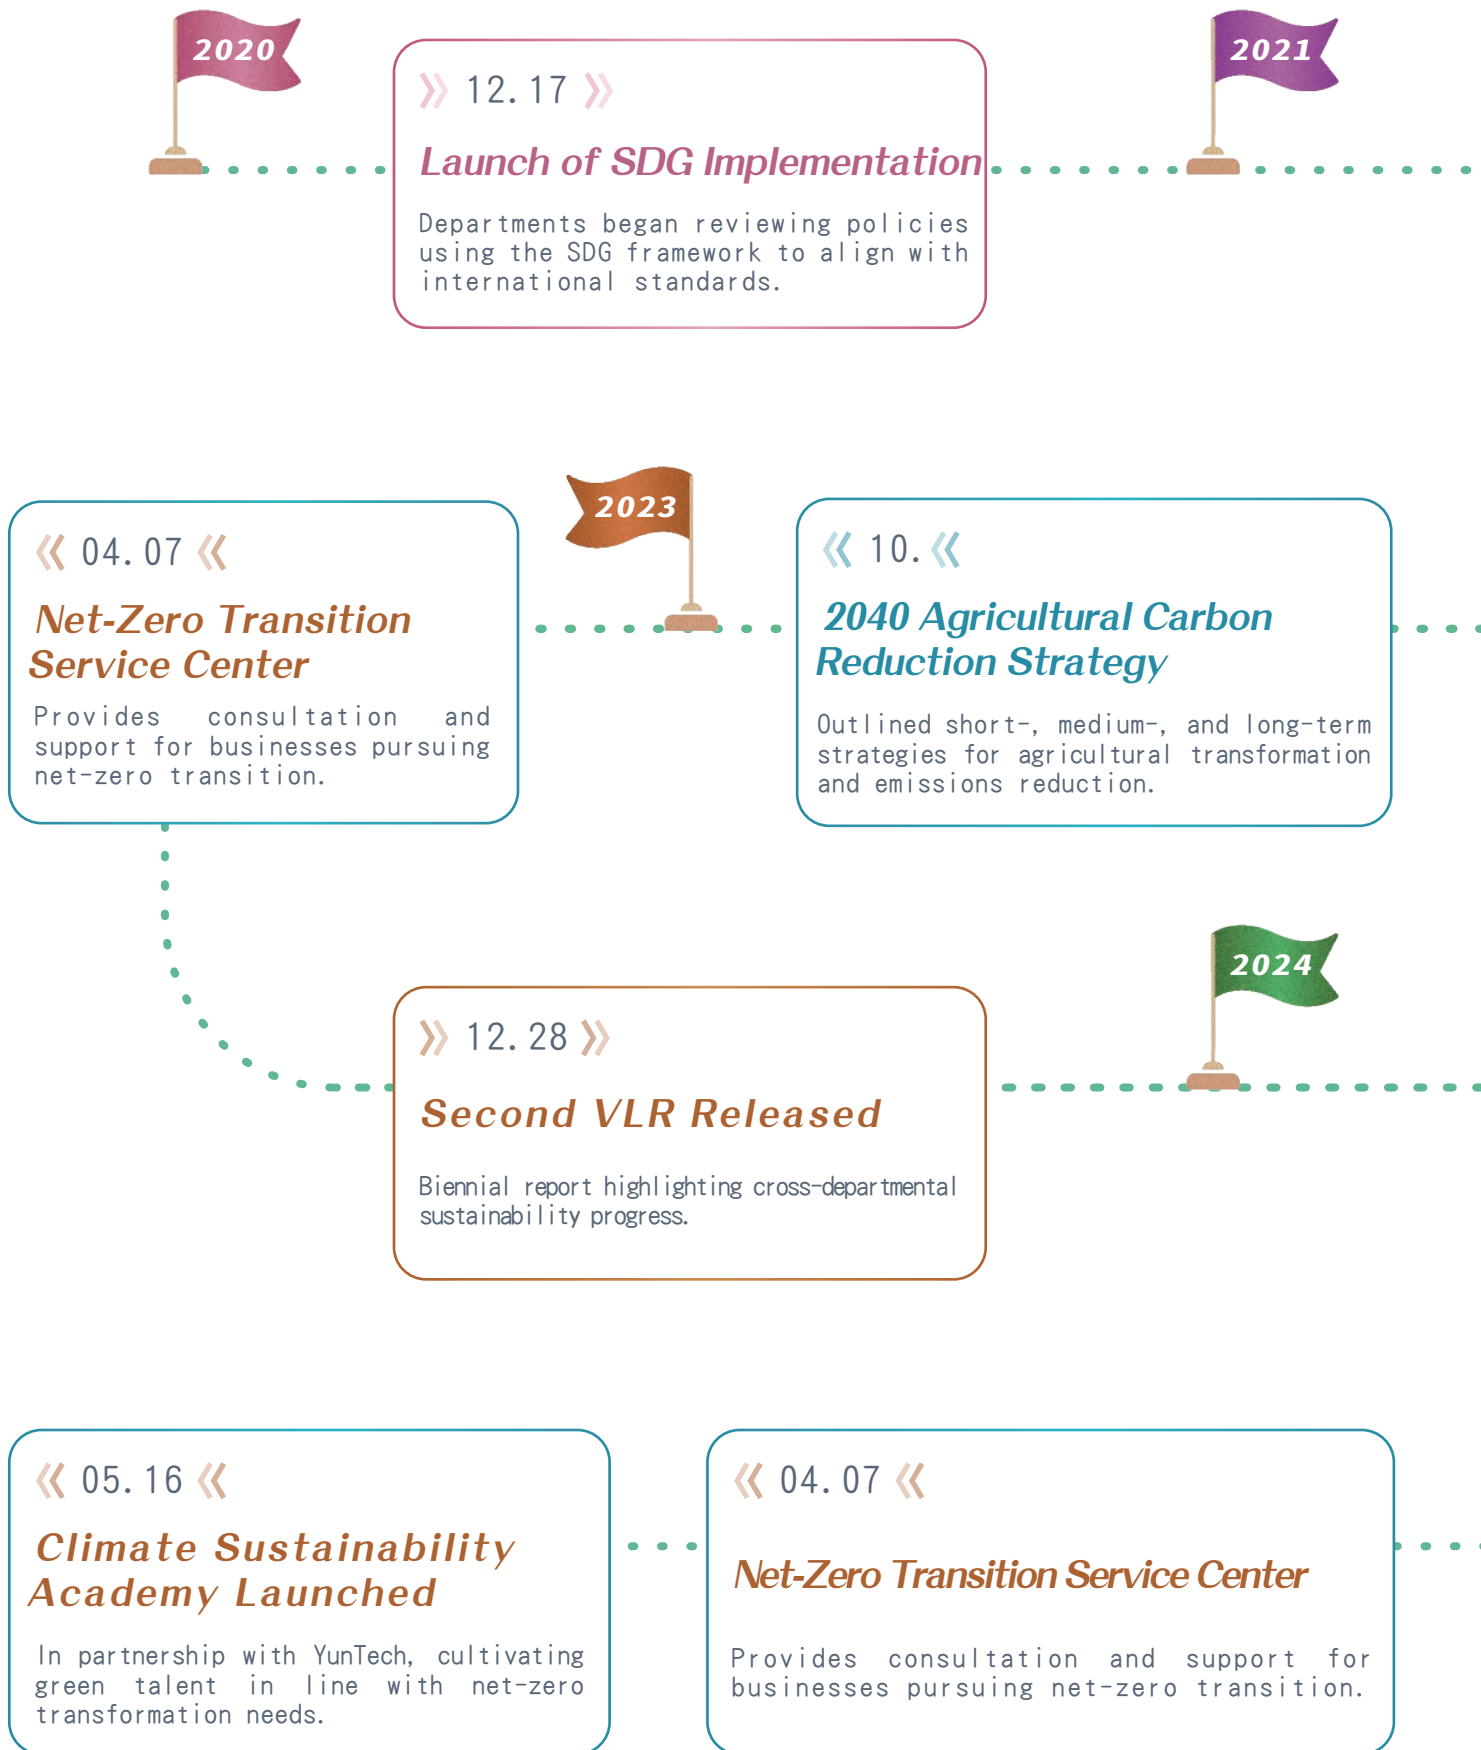 2020
12.17
Launch of SDG Implementation
Departments began reviewing policies
using the SDG framework to align with
international standards.
2021
04.07
Net-Zero Transition
Service Center
Provides consultation and
support for businesses pursuing
net-zero transition.
2023
10.
2040 Agricultural Carbon
Reduction Strategy
Outlined short-, medium-, and long-term
strategies for agricultural transformation
and emissions reduction.
12.28
Second VLR Released
Biennial report highlighting cross-departmental
sustainability progress.
2024
05.16
Climate Sustainability
Academy Launched
In partnership with YunTech, cultivating
green talent in line with net-zero
transformation needs.
04.07
Net-Zero Transition Service Center
Provides consultation and support for
businesses pursuing net-zero transition.